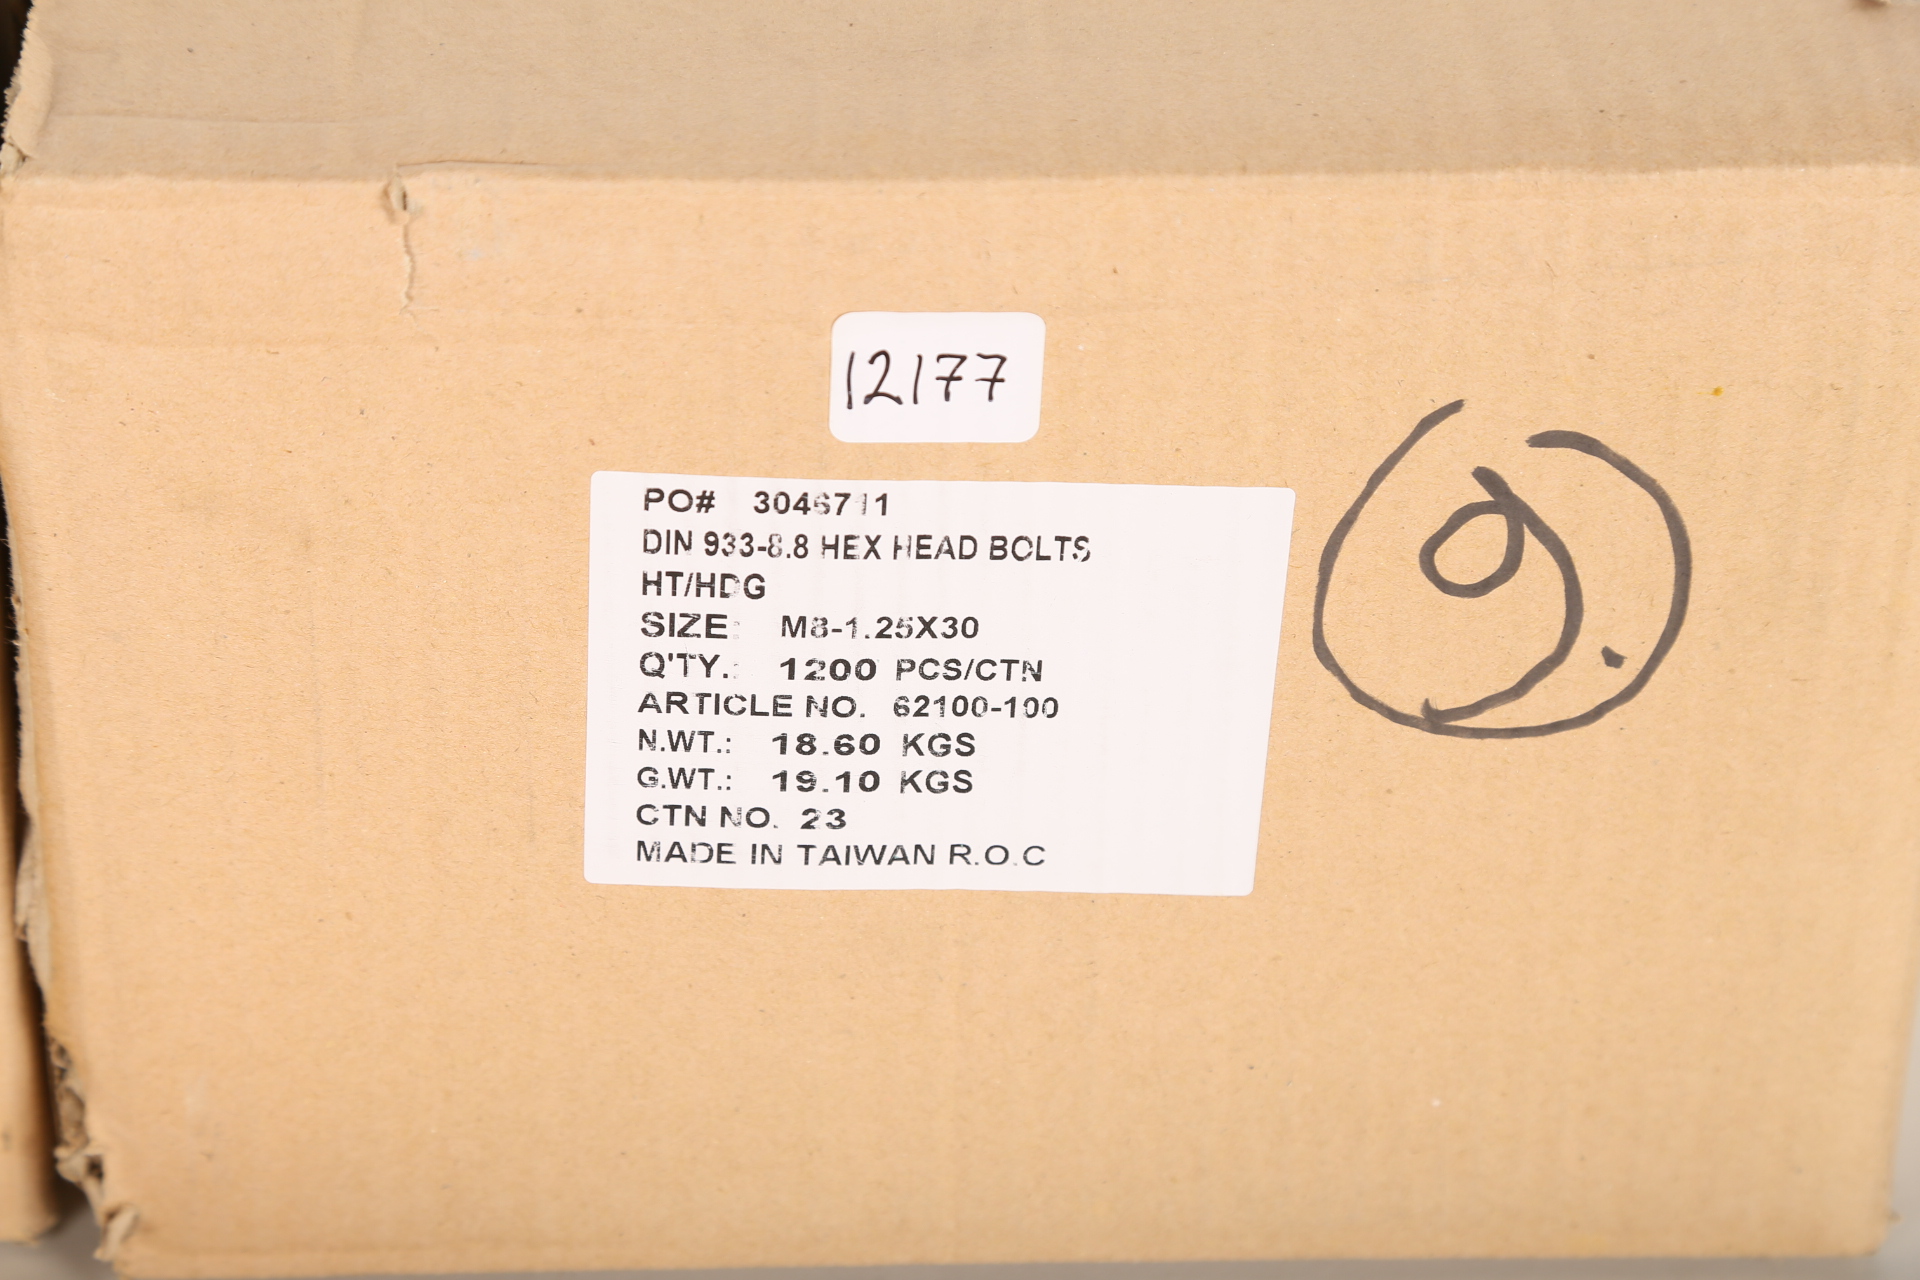 12177
PO# 3046711
DIN 933-8.8 HEX HEAD BOLTS
HT/HDG
SIZE: M8-1.25X30
Q'TY.: 1200 PCS/CTN
ARTICLE NO. 62100-100
N.WT.: 18.60 KGS
G.WT.: 19.10 KGS
CTN NO. 23
MADE IN TAIWAN R.O.C
9.